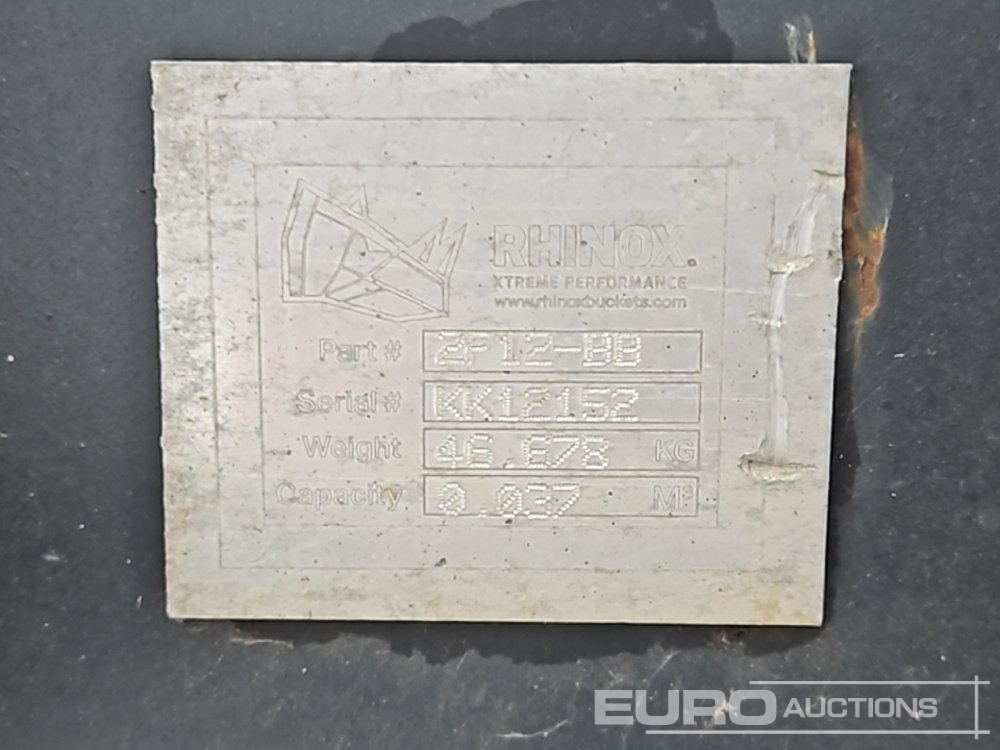 RHINOX
XTREME PERFORMANCE
www.rhinoxbuckets.com
Part # 2P12-BB
Serial # KK12152
Weight 46.678 KG
Capacity 0.037 M³
EURO AUCTIONS